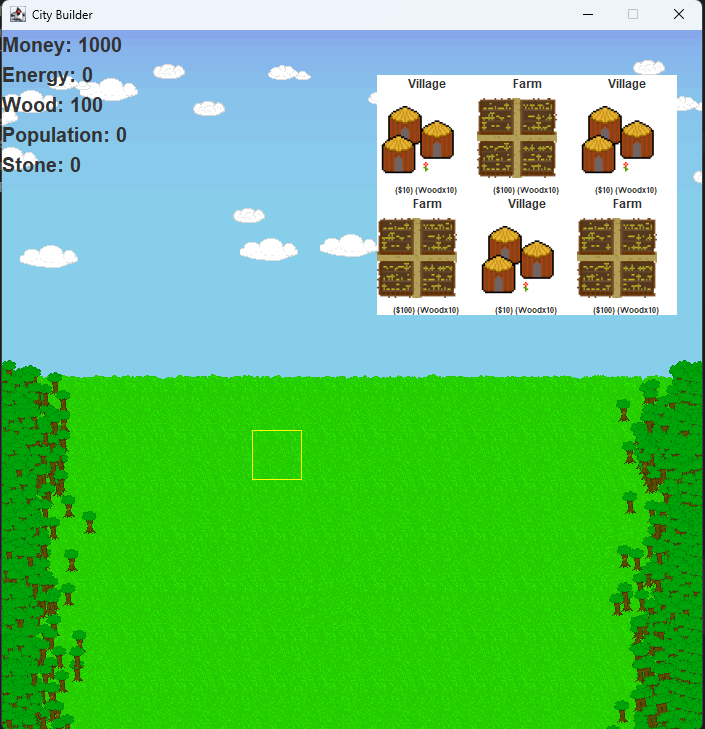 City Builder
Money: 1000
Energy: 0
Wood: 100
Population: 0
Stone: 0
Village Farm Village
($10) (Woodx10) ($100) (Woodx10) ($10) (Woodx10)
Farm Village Farm
($100) (Woodx10) ($10) (Woodx10) ($100) (Woodx10)